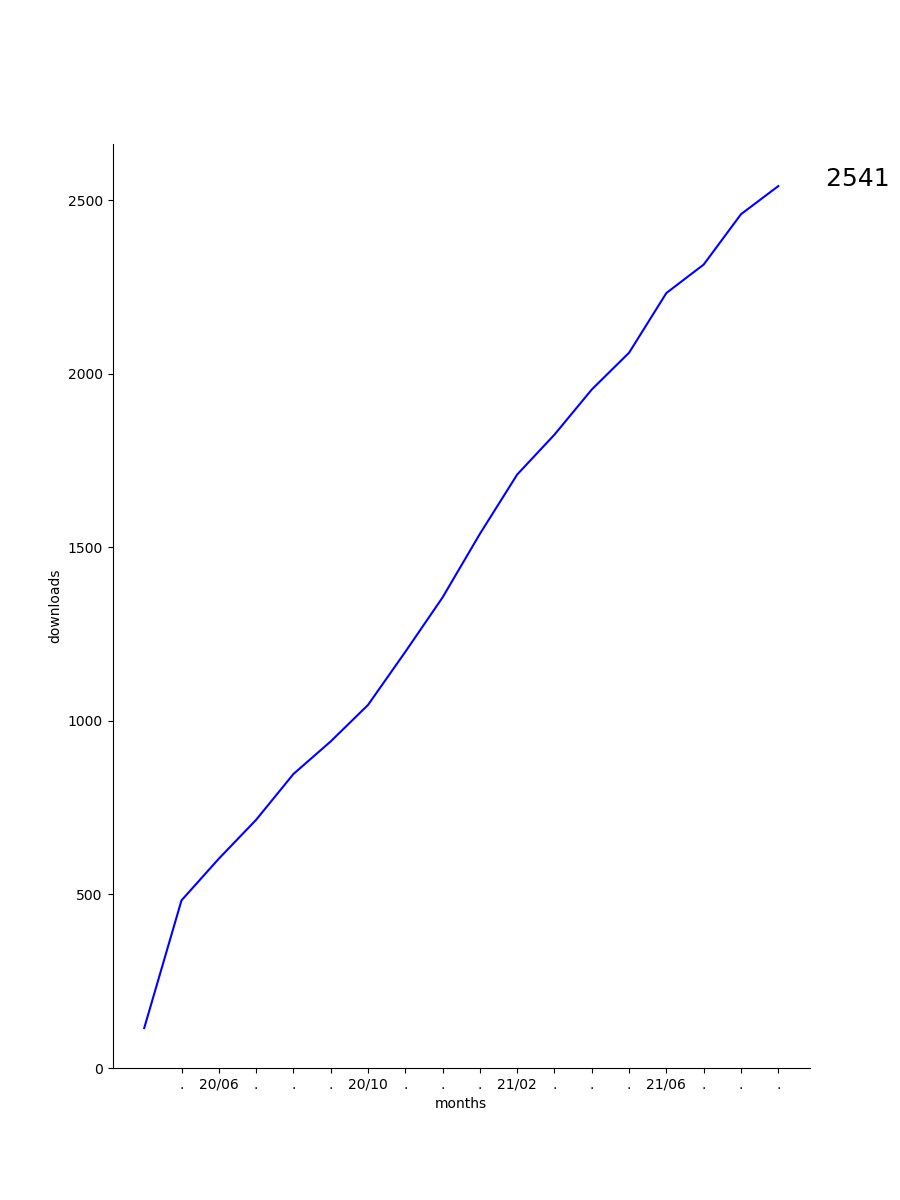 2541
2500
2000
1500
1000
500
0
downloads
. 20/06 . . . 20/10 . . . 21/02 . . . 21/06 . . .
months